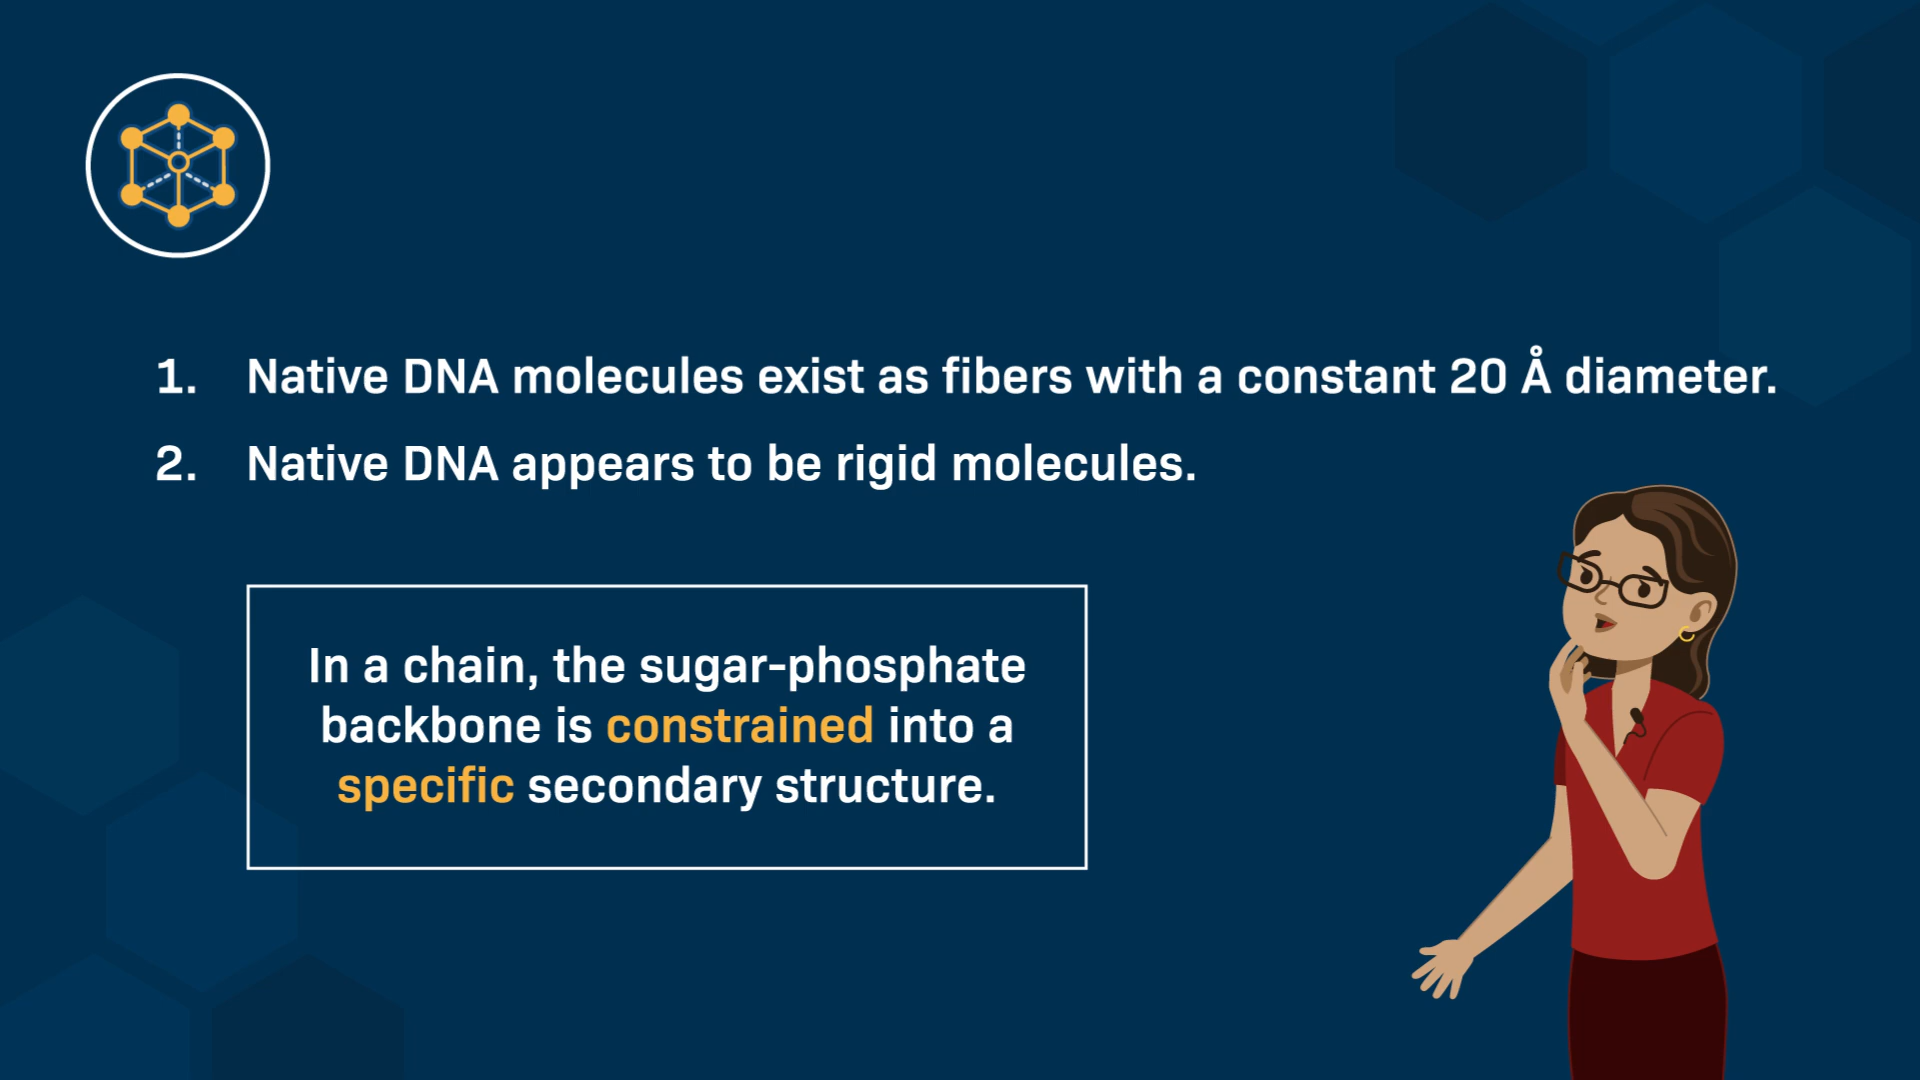 1. Native DNA molecules exist as fibers with a constant 20 Å diameter.
2. Native DNA appears to be rigid molecules.
In a chain, the sugar-phosphate
backbone is constrained into a
specific secondary structure.